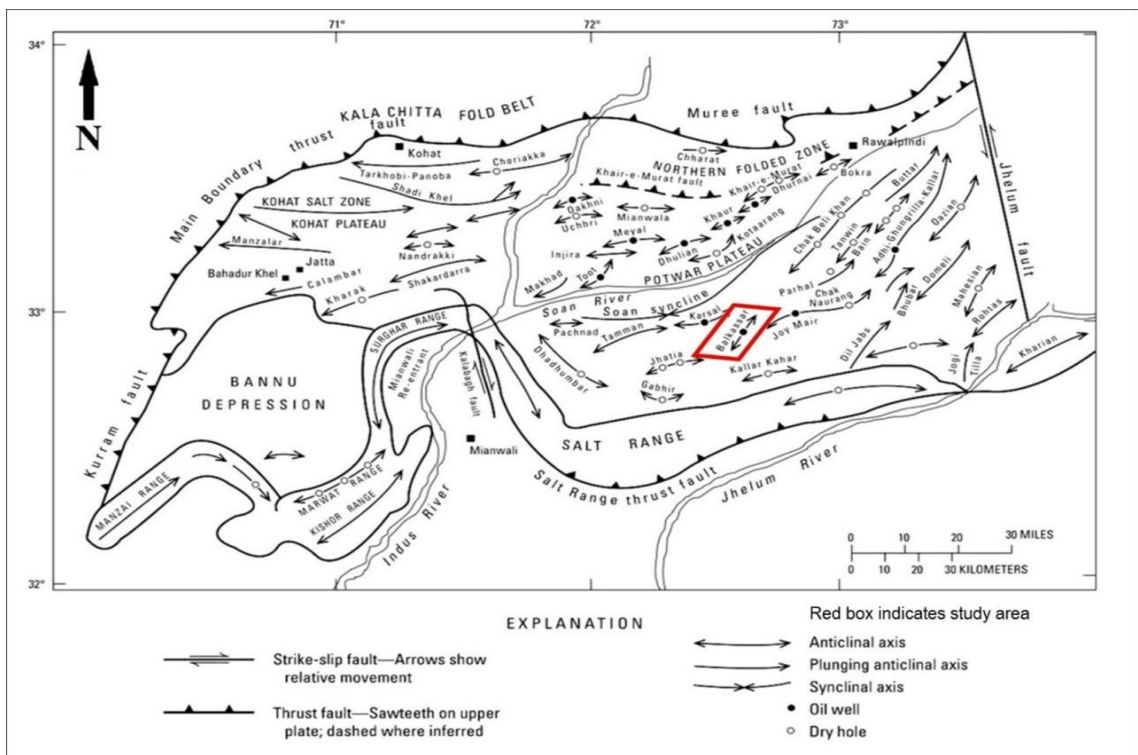 71°
72°
73°
34°
33°
32°
N
KALA CHITTA FOLD BELT
Muree fault
Main Boundary thrust fault
Kohat
Rawalpindi
Chharat
NORTHERN FOLDED ZONE
Choriakka
Tarkhobi-Panoba
Shadi Khel
Khair-e-Murat fault
Khair-e-Murat
Dhurnai
Bokra
Buttar
KOHAT SALT ZONE
KOHAT PLATEAU
Oakhni
Uchhri
Mianwala
Khaur
Kotaarang
Chak Beli Khan
Tanwin
Bain
Adhi-Ghungrilla-Kallar
Qazian
Jhelum fault
Manzalar
Nandrakki
Meyal
Injira
Dhulian
Jatta
Bahadur Khel
Calambar
Kharak
Shakardarra
Makhad
Toot
POTWAR PLATEAU
Parhal
Bhubar
Domeli
Mahesian
Rohtas
Soan River
Soan syncline
Pachnad
Tamman
Karsal
Balkassar
Chak Naurang
Joy Mair
Oil Jabs
Jogi Tilla
Kharian
SURGHAR RANGE
Mianwali Re-entrant
Kalabagh fault
Dhadhumbar
Jhatia
Gabhir
Kallar Kahar
BANNU DEPRESSION
Kurram fault
SALT RANGE
Mianwali
Salt Range thrust fault
Jhelum River
MANZAI RANGE
MARWAT RANGE
KISHOR RANGE
Indus River
0 10 20 30 MILES
0 10 20 30 KILOMETERS
EXPLANATION
Strike-slip fault—Arrows show
relative movement
Thrust fault—Sawteeth on upper
plate; dashed where inferred
Red box indicates study area
Anticlinal axis
Plunging anticlinal axis
Synclinal axis
Oil well
Dry hole